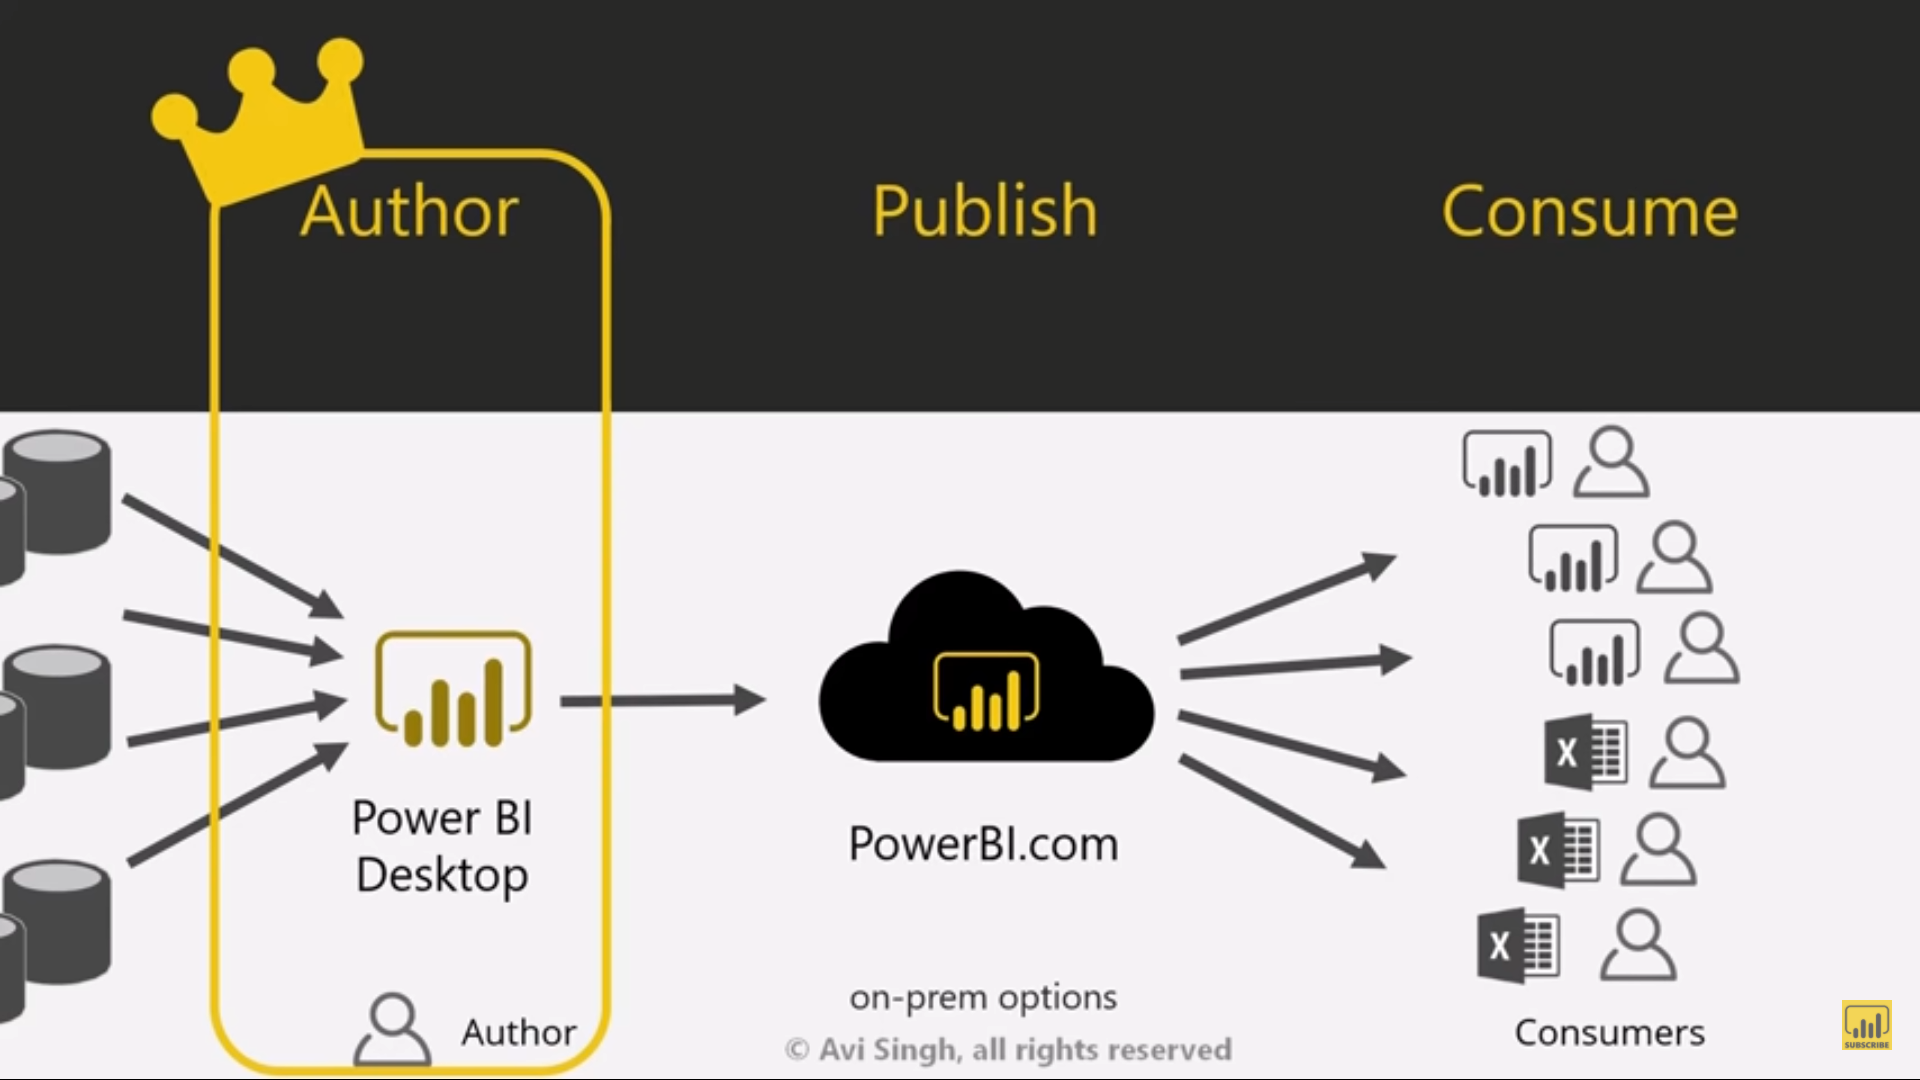 Author
Publish
Consume
Power BI
Desktop
PowerBI.com
X
X
X
on-prem options
Author
Consumers
© Avi Singh, all rights reserved
SUBSCRIBE